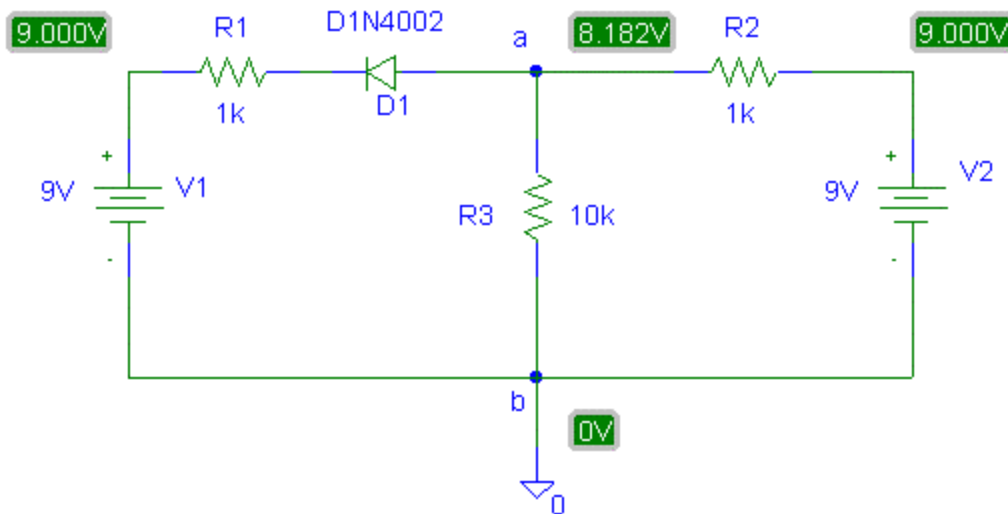 9.000V
R1
D1N4002
a
8.182V
R2
9.000V
1k
D1
1k
+
9V
V1
-
R3
10k
+
9V
V2
-
b
0V
0